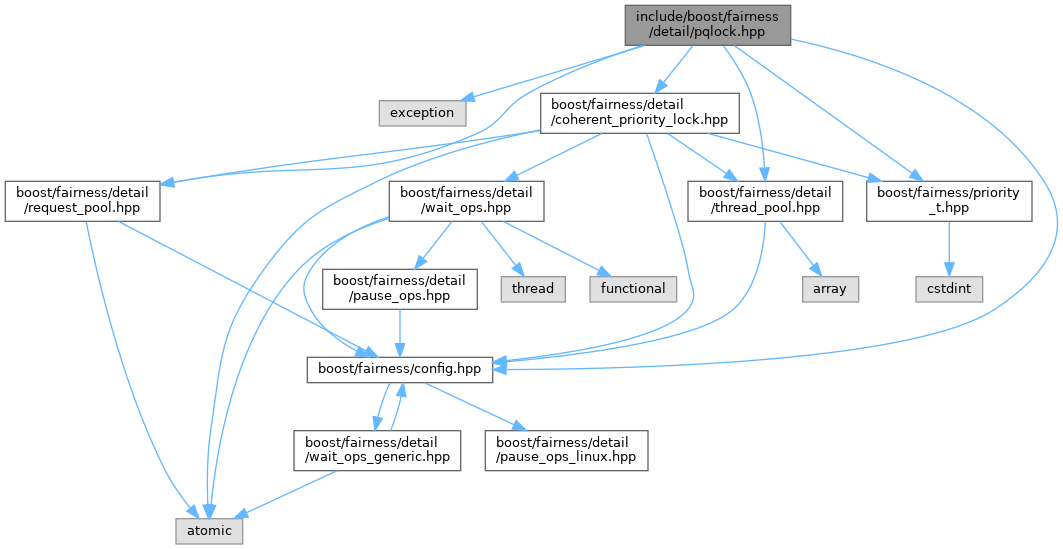 include/boost/fairness
/detail/pqlock.hpp
exception
boost/fairness/detail
/coherent_priority_lock.hpp
boost/fairness/detail
/request_pool.hpp
boost/fairness/detail
/wait_ops.hpp
boost/fairness/detail
/thread_pool.hpp
boost/fairness/priority
_t.hpp
boost/fairness/detail
/pause_ops.hpp
thread
functional
array
cstdint
boost/fairness/config.hpp
boost/fairness/detail
/wait_ops_generic.hpp
boost/fairness/detail
/pause_ops_linux.hpp
atomic